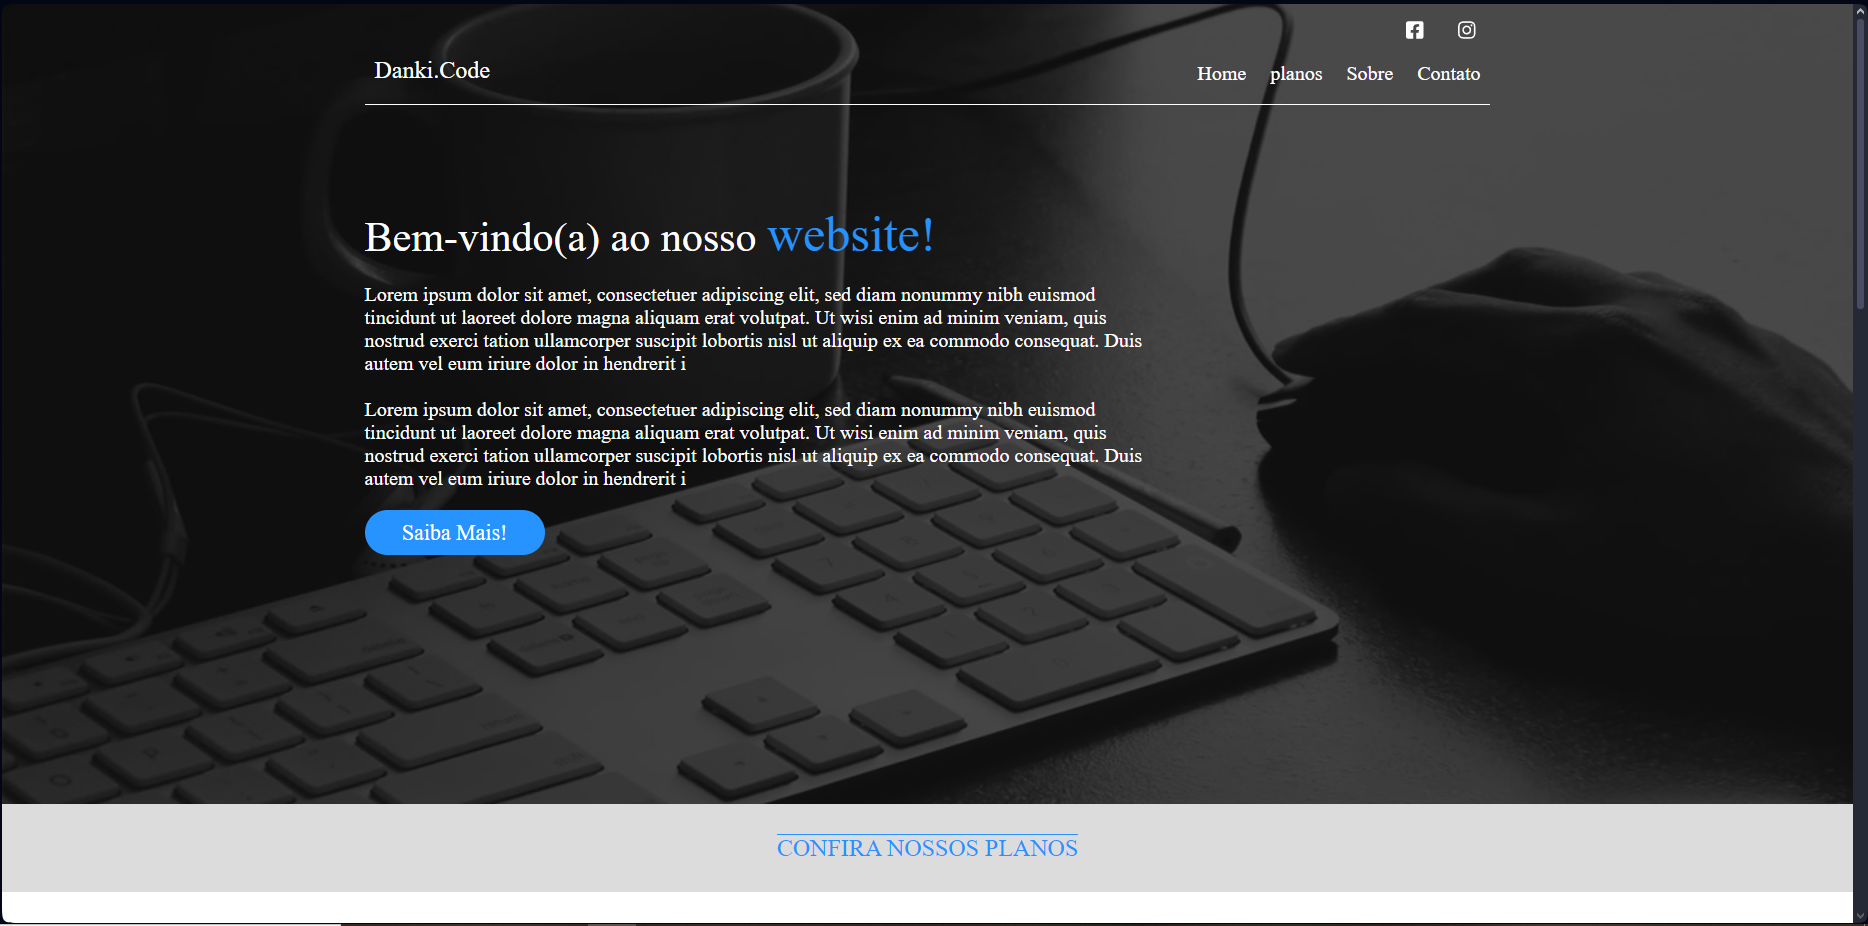 Danki.Code
Home planos Sobre Contato
Bem-vindo(a) ao nosso website!
Lorem ipsum dolor sit amet, consectetuer adipiscing elit, sed diam nonummy nibh euismod
tincidunt ut laoreet dolore magna aliquam erat volutpat. Ut wisi enim ad minim veniam, quis
nostrud exerci tation ullamcorper suscipit lobortis nisl ut aliquip ex ea commodo consequat. Duis
autem vel eum iriure dolor in hendrerit i
Lorem ipsum dolor sit amet, consectetuer adipiscing elit, sed diam nonummy nibh euismod
tincidunt ut laoreet dolore magna aliquam erat volutpat. Ut wisi enim ad minim veniam, quis
nostrud exerci tation ullamcorper suscipit lobortis nisl ut aliquip ex ea commodo consequat. Duis
autem vel eum iriure dolor in hendrerit i
Saiba Mais!
CONFIRA NOSSOS PLANOS